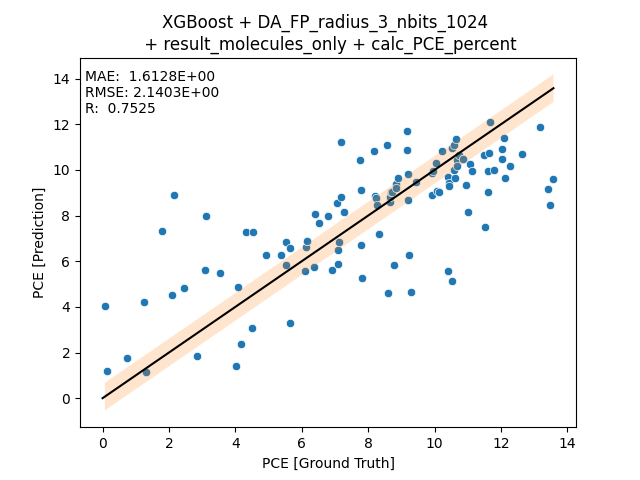 XGBoost + DA_FP_radius_3_nbits_1024
+ result_molecules_only + calc_PCE_percent
MAE:  1.6128E+00
RMSE: 2.1403E+00
R:  0.7525
PCE [Prediction]
14
12
10
8
6
4
2
0
0 2 4 6 8 10 12 14
PCE [Ground Truth]